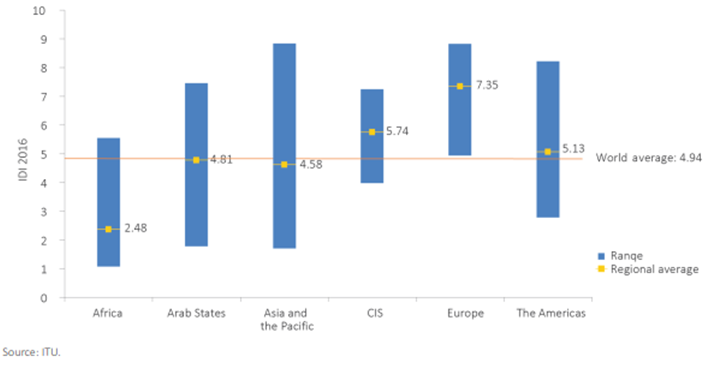 10
9
8
7
6
5
4
3
2
1
0
IDI 2016
2.48
4.81
4.58
5.74
7.35
5.13
World average: 4.94
Ranqe
Regional average
Africa
Arab States
Asia and
the Pacific
CIS
Europe
The Americas
Source: ITU.